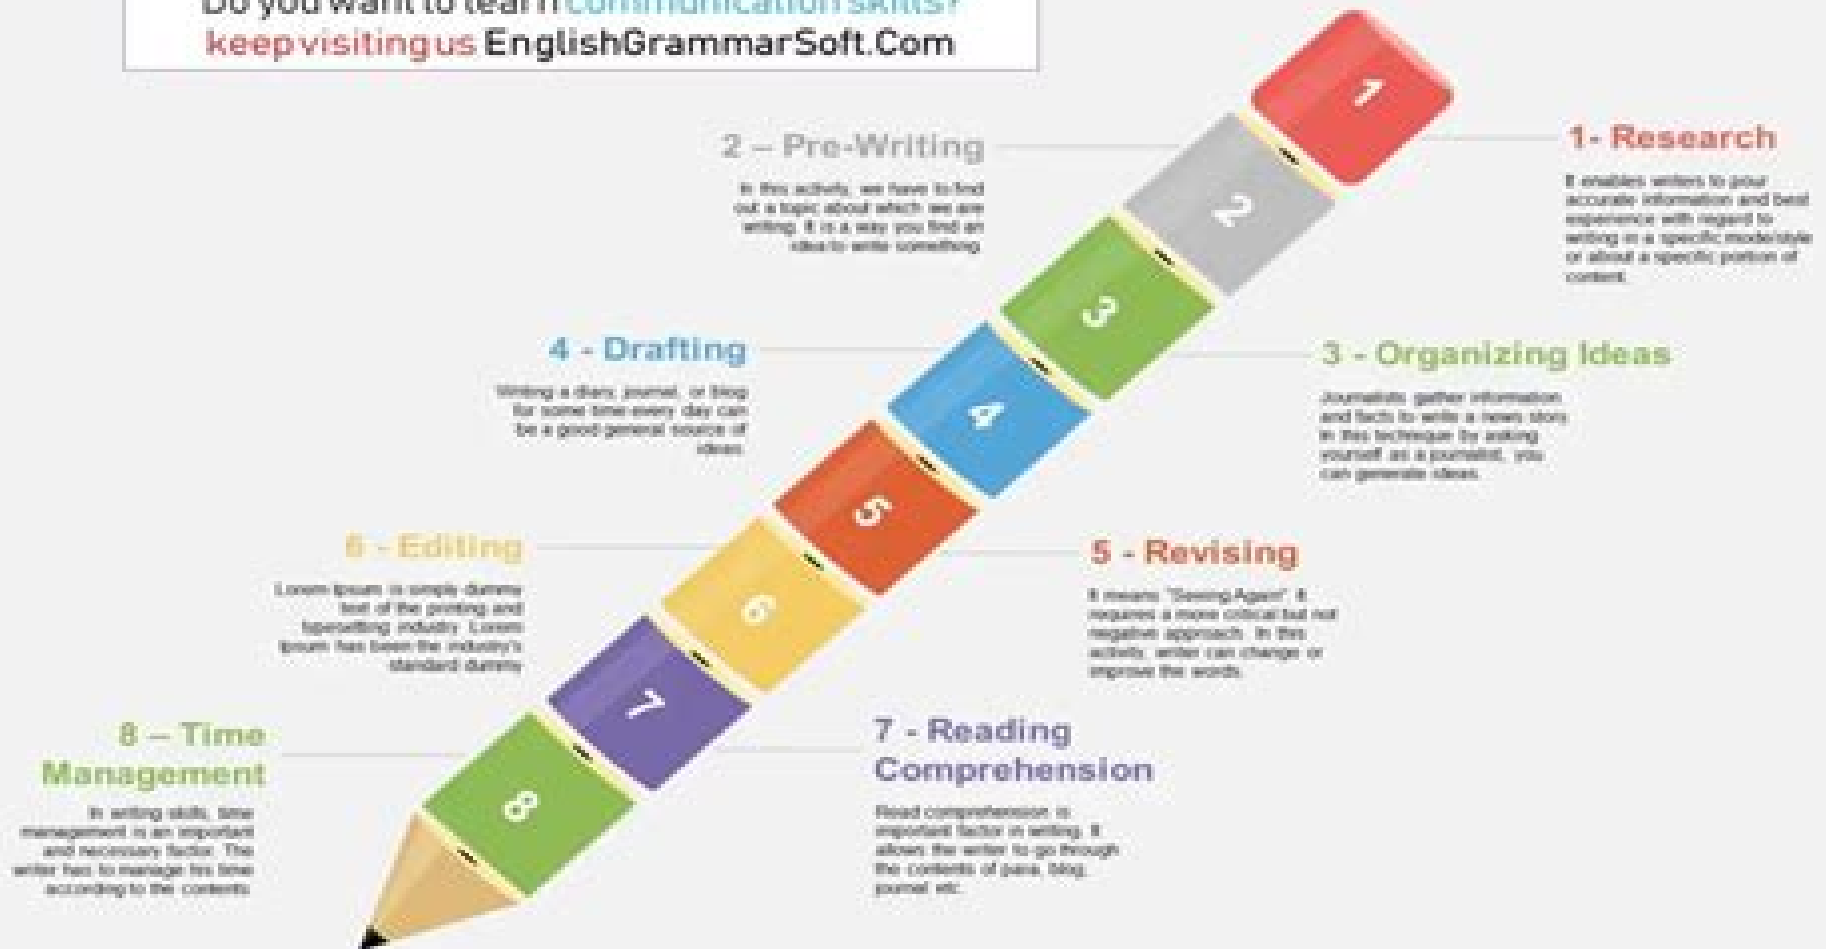 Do you want to learn communication skills?
keep visiting us EnglishGrammarSoft.Com
1
1- Research
It enables writers to pour
accurate information and best
experience with regard to
writing in a specific mode/style
or about a specific portion of
content.
2 – Pre-Writing
In this activity, we have to find
out a topic about which we are
writing. It is a way you find an
idea to write something.
2
3
3 - Organizing Ideas
Journalists gather information
and facts to write a news story.
In this technique by asking
yourself as a journalist, you
can generate ideas.
4 - Drafting
Writing a diary, journal, or blog
for some time every day can
be a good general source of
ideas.
4
5
5 - Revising
It means "Seeing Again". It
requires a more critical but not
negative approach. In this
activity, writer can change or
improve the words.
6 - Editing
Lorem Ipsum is simply dummy
text of the printing and
typesetting industry. Lorem
Ipsum has been the industry's
standard dummy
6
7
7 - Reading
Comprehension
Read comprehension is
important factor in writing. It
allows the writer to go through
the contents of para, blog,
journal etc.
8 – Time
Management
In writing skills, time
management is an important
and necessary factor. The
writer has to manage his time
according to the contents.
8